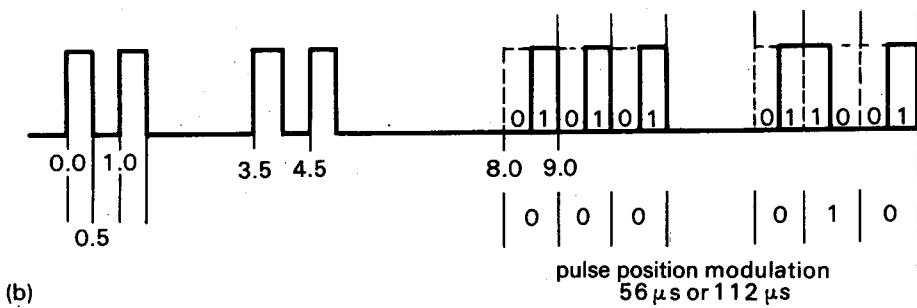 0 1 0 1 0 1 0 1 1 0 0 1
0.0 1.0 3.5 4.5 8.0 9.0
0 0 0 0 1 0
0.5
pulse position modulation
(b) 56 μs or 112 μs